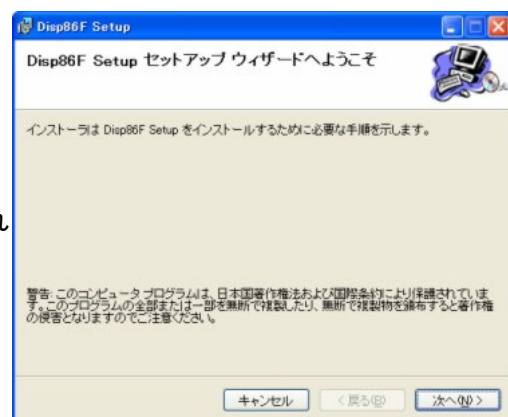 Disp86F Setup
Disp86F Setup セットアップ ウィザードへようこそ
インストーラは Disp86F Setup をインストールするために必要な手順を示します。
れ
警告: このコンピュータ プログラムは、日本国著作権法および国際条約により保護されていま
す。このプログラムの全部または一部を無断で複製したり、無断で複製物を頒布すると著作権
の侵害となりますのでご注意ください。
キャンセル
< 戻る(B)
次へ(N) >